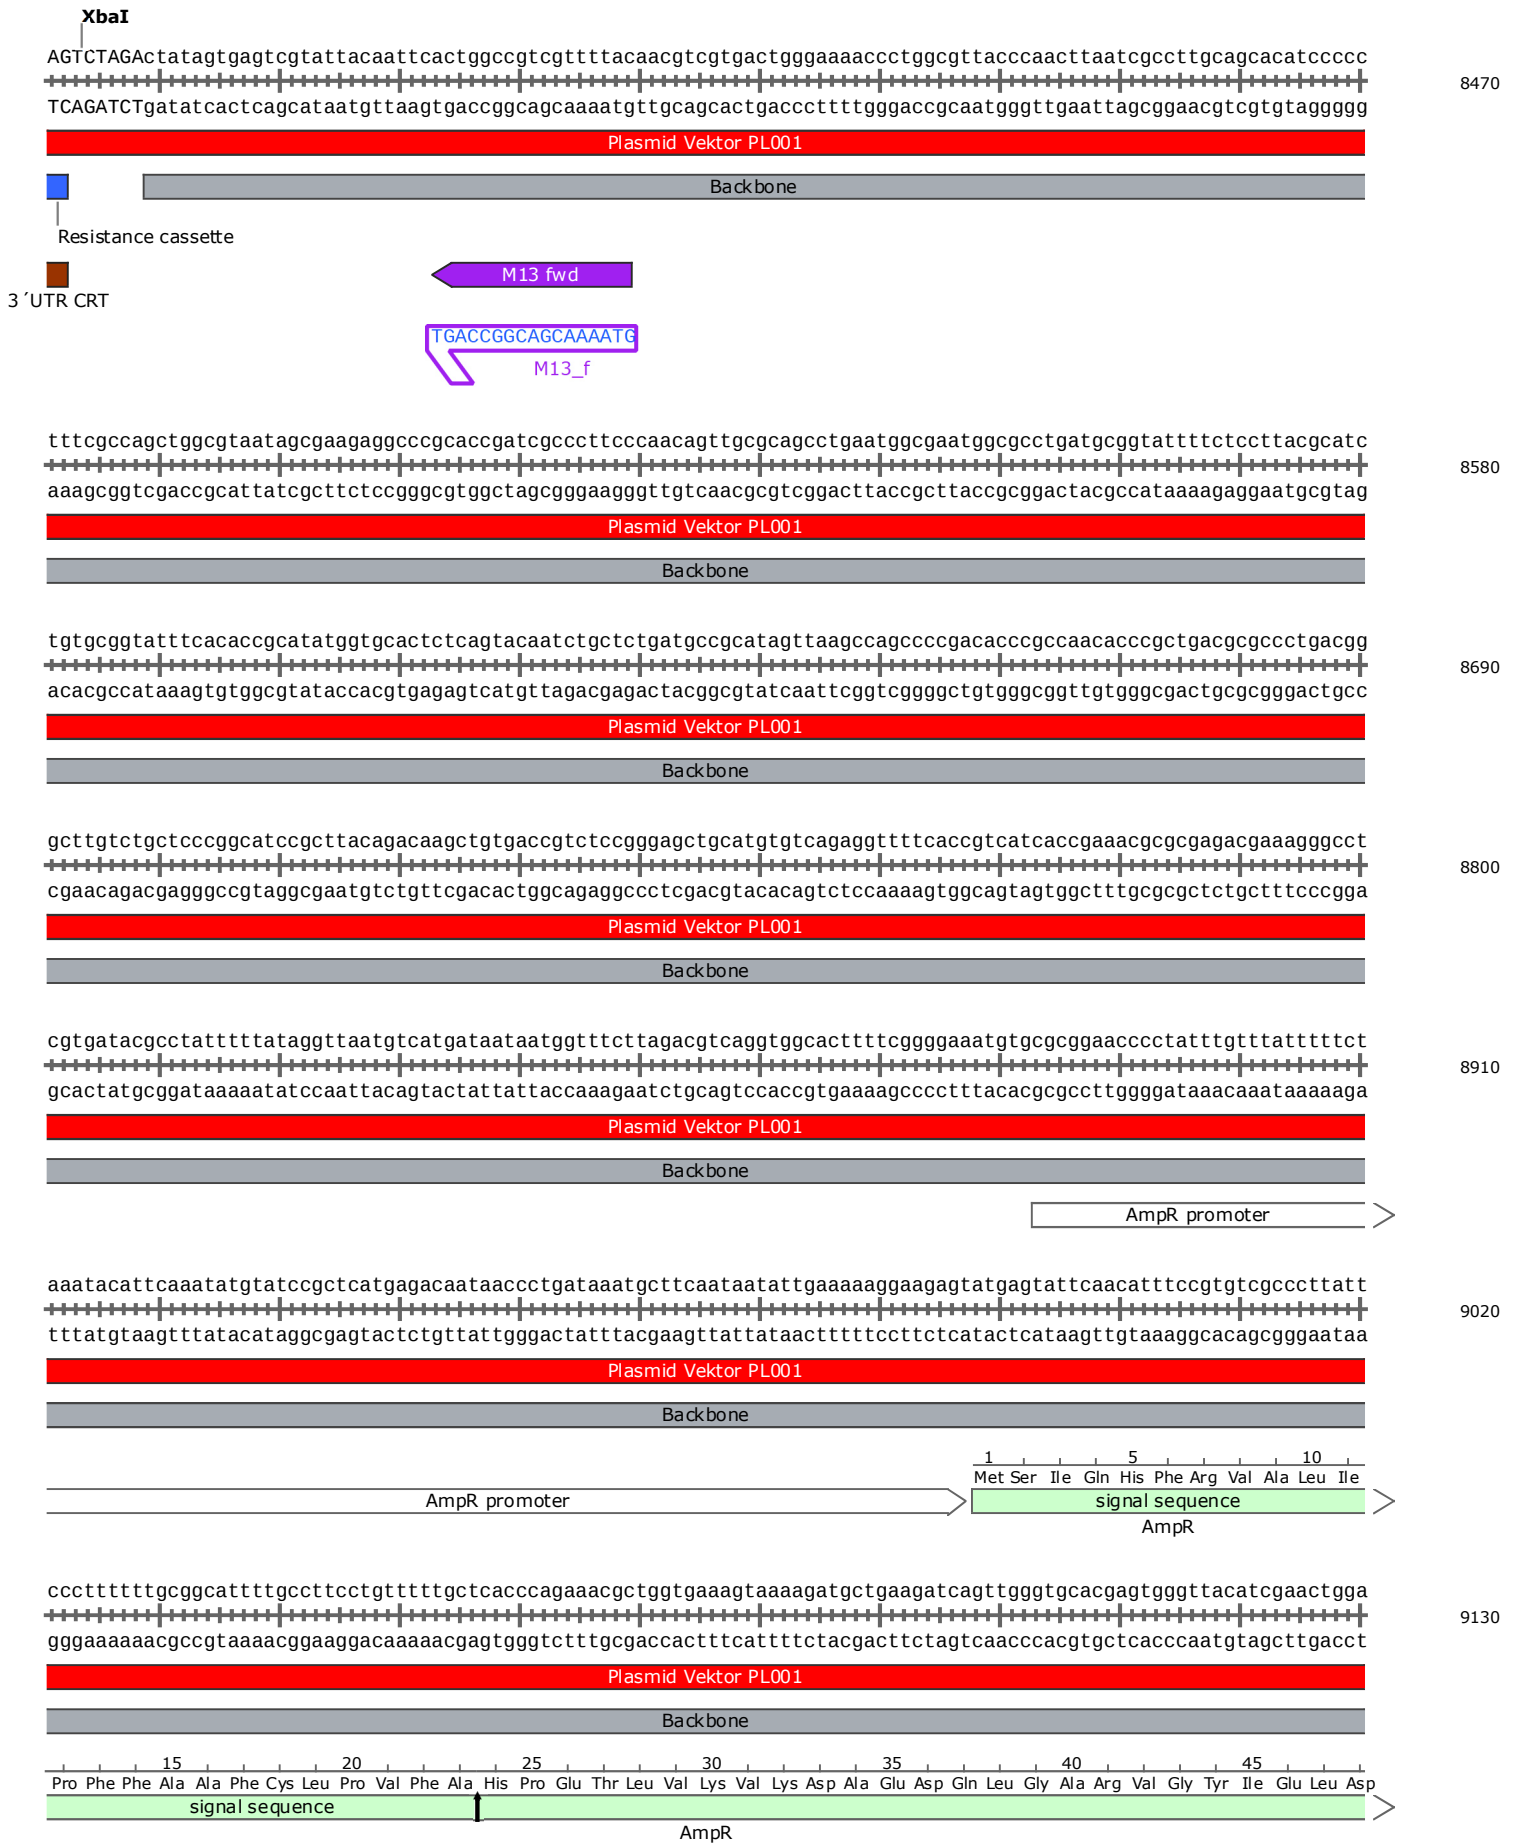 XbaI
AGTCTAGActatagtgagtcgtattacaattcactggccgtcgttttacaacgtcgtgactgggaaaaccctggcgttacccaacttaatcgccttgcagcacatccccc
8470
TCAGATCTgatatcactcagcataatgttaagtgaccggcagcaaaatgttgcagcactgacccttttgggaccgcaatgggttgaattagcggaacgtcgtgtaggggg
Plasmid Vektor PL001
Backbone
Resistance cassette
M13 fwd
3´UTR CRT
TGACCGGCAGCAAAATG
M13_f
tttcgccagctggcgtaatagcgaagaggcccgcaccgatcgcccttcccaacagttgcgcagcctgaatggcgaatggcgcctgatgcggtattttctccttacgcatc
8580
aaagcggtcgaccgcattatcgcttctccgggcgtggctagcgggaagggttgtcaacgcgtcggacttaccgcttaccgcggactacgccataaaagaggaatgcgtag
Plasmid Vektor PL001
Backbone
tgtgcggtatttcacaccgcatatggtgcactctcagtacaatctgctctgatgccgcatagttaagccagccccgacacccgccaacacccgctgacgcgccctgacgg
8690
acacgccataaagtgtggcgtataccacgtgagagtcatgttagacgagactacggcgtatcaattcggtcggggctgtgggcggttgtgggcgactgcgcgggactgcc
Plasmid Vektor PL001
Backbone
gcttgtctgctcccggcatccgcttacagacaagctgtgaccgtctccgggagctgcatgtgtcagaggttttcaccgtcatcaccgaaacgcgcgagacgaaagggcct
8800
cgaacagacgagggccgtaggcgaatgtctgttcgacactggcagaggccctcgacgtacacagtctccaaaagtggcagtagtggctttgcgcgctctgctttcccgga
Plasmid Vektor PL001
Backbone
cgtgatacgcctatttttataggttaatgtcatgataataatggtttcttagacgtcaggtggcacttttcggggaaatgtgcgcggaacccctatttgtttatttttct
8910
gcactatgcggataaaaatatccaattacagtactattattaccaaagaatctgcagtccaccgtgaaaagcccctttacacgcgccttggggataaacaaataaaaaga
Plasmid Vektor PL001
Backbone
AmpR promoter
aaatacattcaaatatgtatccgctcatgagacaataaccctgataaatgcttcaataatattgaaaaaggaagagtatgagtattcaacatttccgtgtcgcccttatt
9020
tttatgtaagtttatacataggcgagtactctgttattgggactatttacgaagttattataactttttccttctcatactcataagttgtaaaggcacagcgggaataa
Plasmid Vektor PL001
Backbone
1 5 10
Met Ser Ile Gln His Phe Arg Val Ala Leu Ile
AmpR promoter
signal sequence
AmpR
cccttttttgcggcattttgccttcctgtttttgctcacccagaaacgctggtgaaagtaaaagatgctgaagatcagttgggtgcacgagtgggttacatcgaactgga
9130
gggaaaaaacgccgtaaaacggaaggacaaaaacgagtgggtctttgcgaccactttcattttctacgacttctagtcaacccacgtgctcacccaatgtagcttgacct
Plasmid Vektor PL001
Backbone
15 20 25 30 35 40 45
Pro Phe Phe Ala Ala Phe Cys Leu Pro Val Phe Ala His Pro Glu Thr Leu Val Lys Val Lys Asp Ala Glu Asp Gln Leu Gly Ala Arg Val Gly Tyr Ile Glu Leu Asp
signal sequence
AmpR